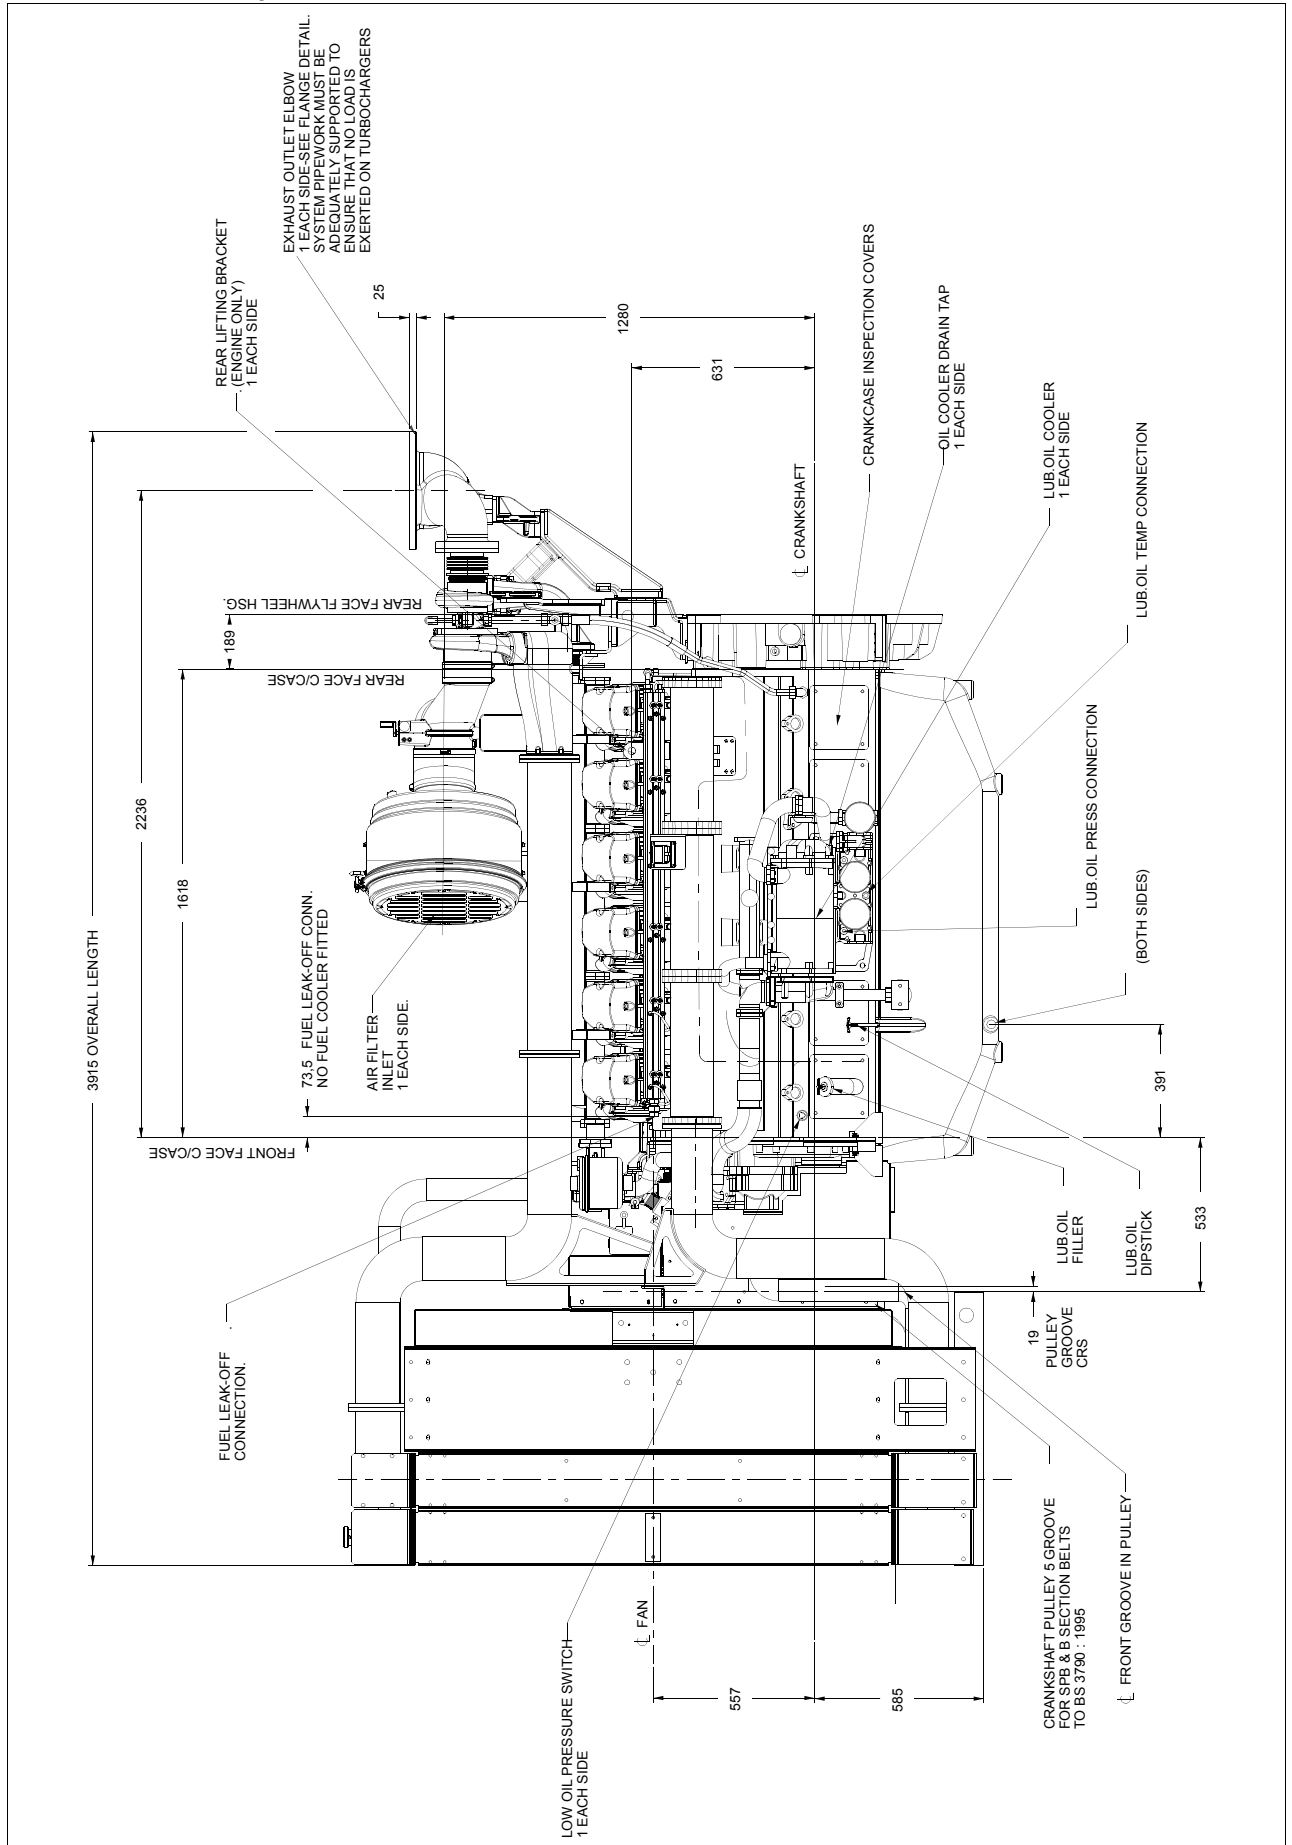 EXHAUST OUTLET ELBOW
1 EACH SIDE-SEE FLANGE DETAIL.
SYSTEM PIPEWORK MUST BE
ADEQUATELY SUPPORTED TO
ENSURE THAT NO LOAD IS
EXERTED ON TURBOCHARGERS
REAR LIFTING BRACKET
(ENGINE ONLY)
1 EACH SIDE
25
1280
631
CRANKCASE INSPECTION COVERS
OIL COOLER DRAIN TAP
1 EACH SIDE
LUB.OIL COOLER
1 EACH SIDE
LUB.OIL TEMP CONNECTION
℄ CRANKSHAFT
REAR FACE FLYWHEEL HSG.
189
REAR FACE C/CASE
3915 OVERALL LENGTH
2236
1618
73,5 FUEL LEAK-OFF CONN.
NO FUEL COOLER FITTED
AIR FILTER
INLET
1 EACH SIDE.
FRONT FACE C/CASE
LUB.OIL PRESS CONNECTION
(BOTH SIDES)
391
533
LUB.OIL
FILLER
LUB.OIL
DIPSTICK
19
PULLEY
GROOVE
CRS
FUEL LEAK-OFF
CONNECTION.
CRANKSHAFT PULLEY 5 GROOVE
FOR SPB & B SECTION BELTS
TO BS 3790 : 1995
℄ FRONT GROOVE IN PULLEY
℄ FAN
557
585
LOW OIL PRESSURE SWITCH
1 EACH SIDE